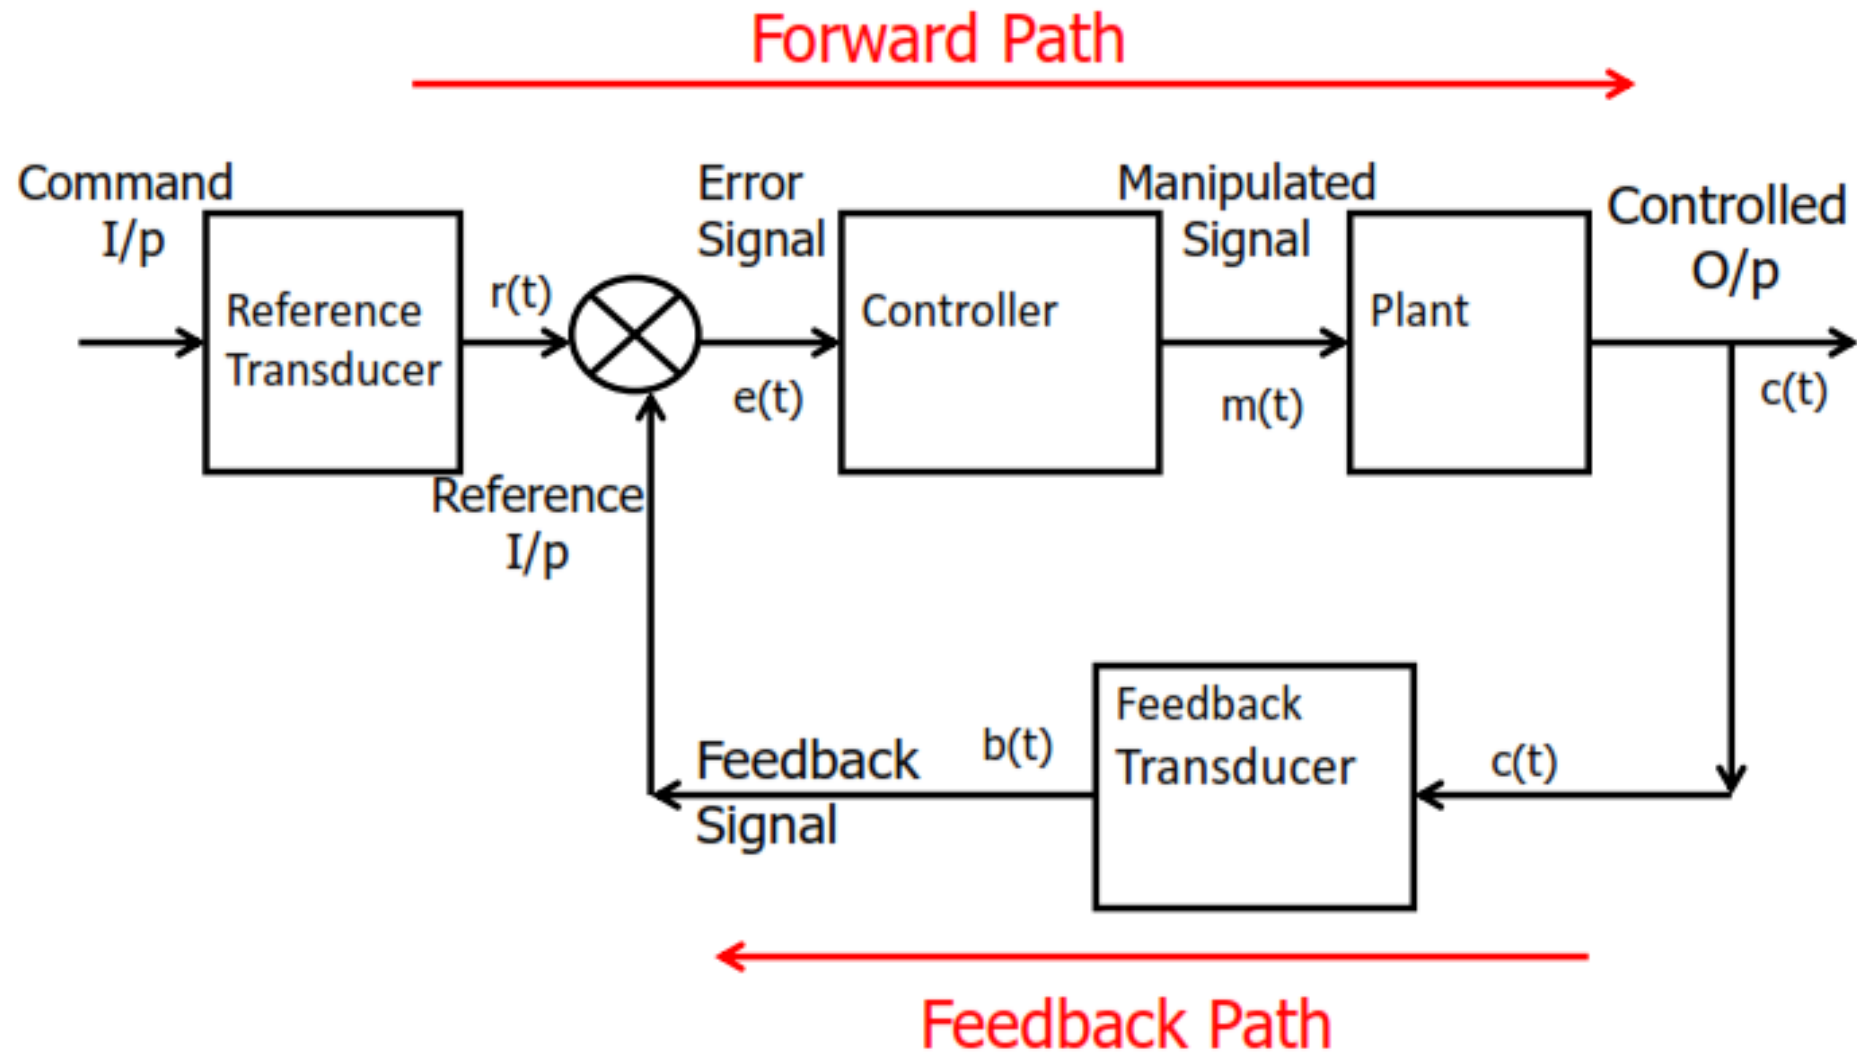 Forward Path
Command
I/p
Reference
Transducer
r(t)
Reference
I/p
Error
Signal
e(t)
Controller
Manipulated
Signal
m(t)
Plant
Controlled
O/p
c(t)
c(t)
Feedback
Transducer
b(t)
Feedback
Signal
Feedback Path